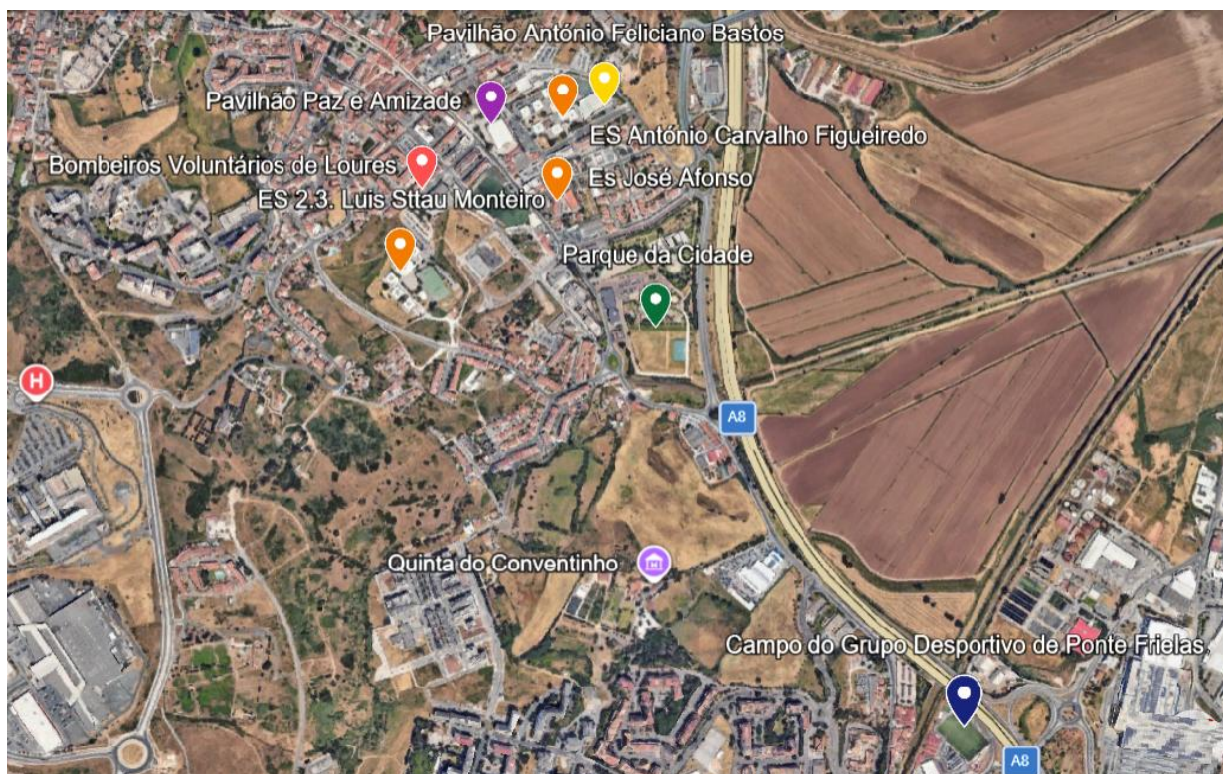 Pavilhão António Feliciano Bastos
Pavilhão Paz e Amizade
ES António Carvalho Figueiredo
Bombeiros Voluntários de Loures
Es José Afonso
ES 2.3. Luis Sttau Monteiro
Parque da Cidade
H
A8
Quinta do Conventinho
Campo do Grupo Desportivo de Ponte Frielas
A8